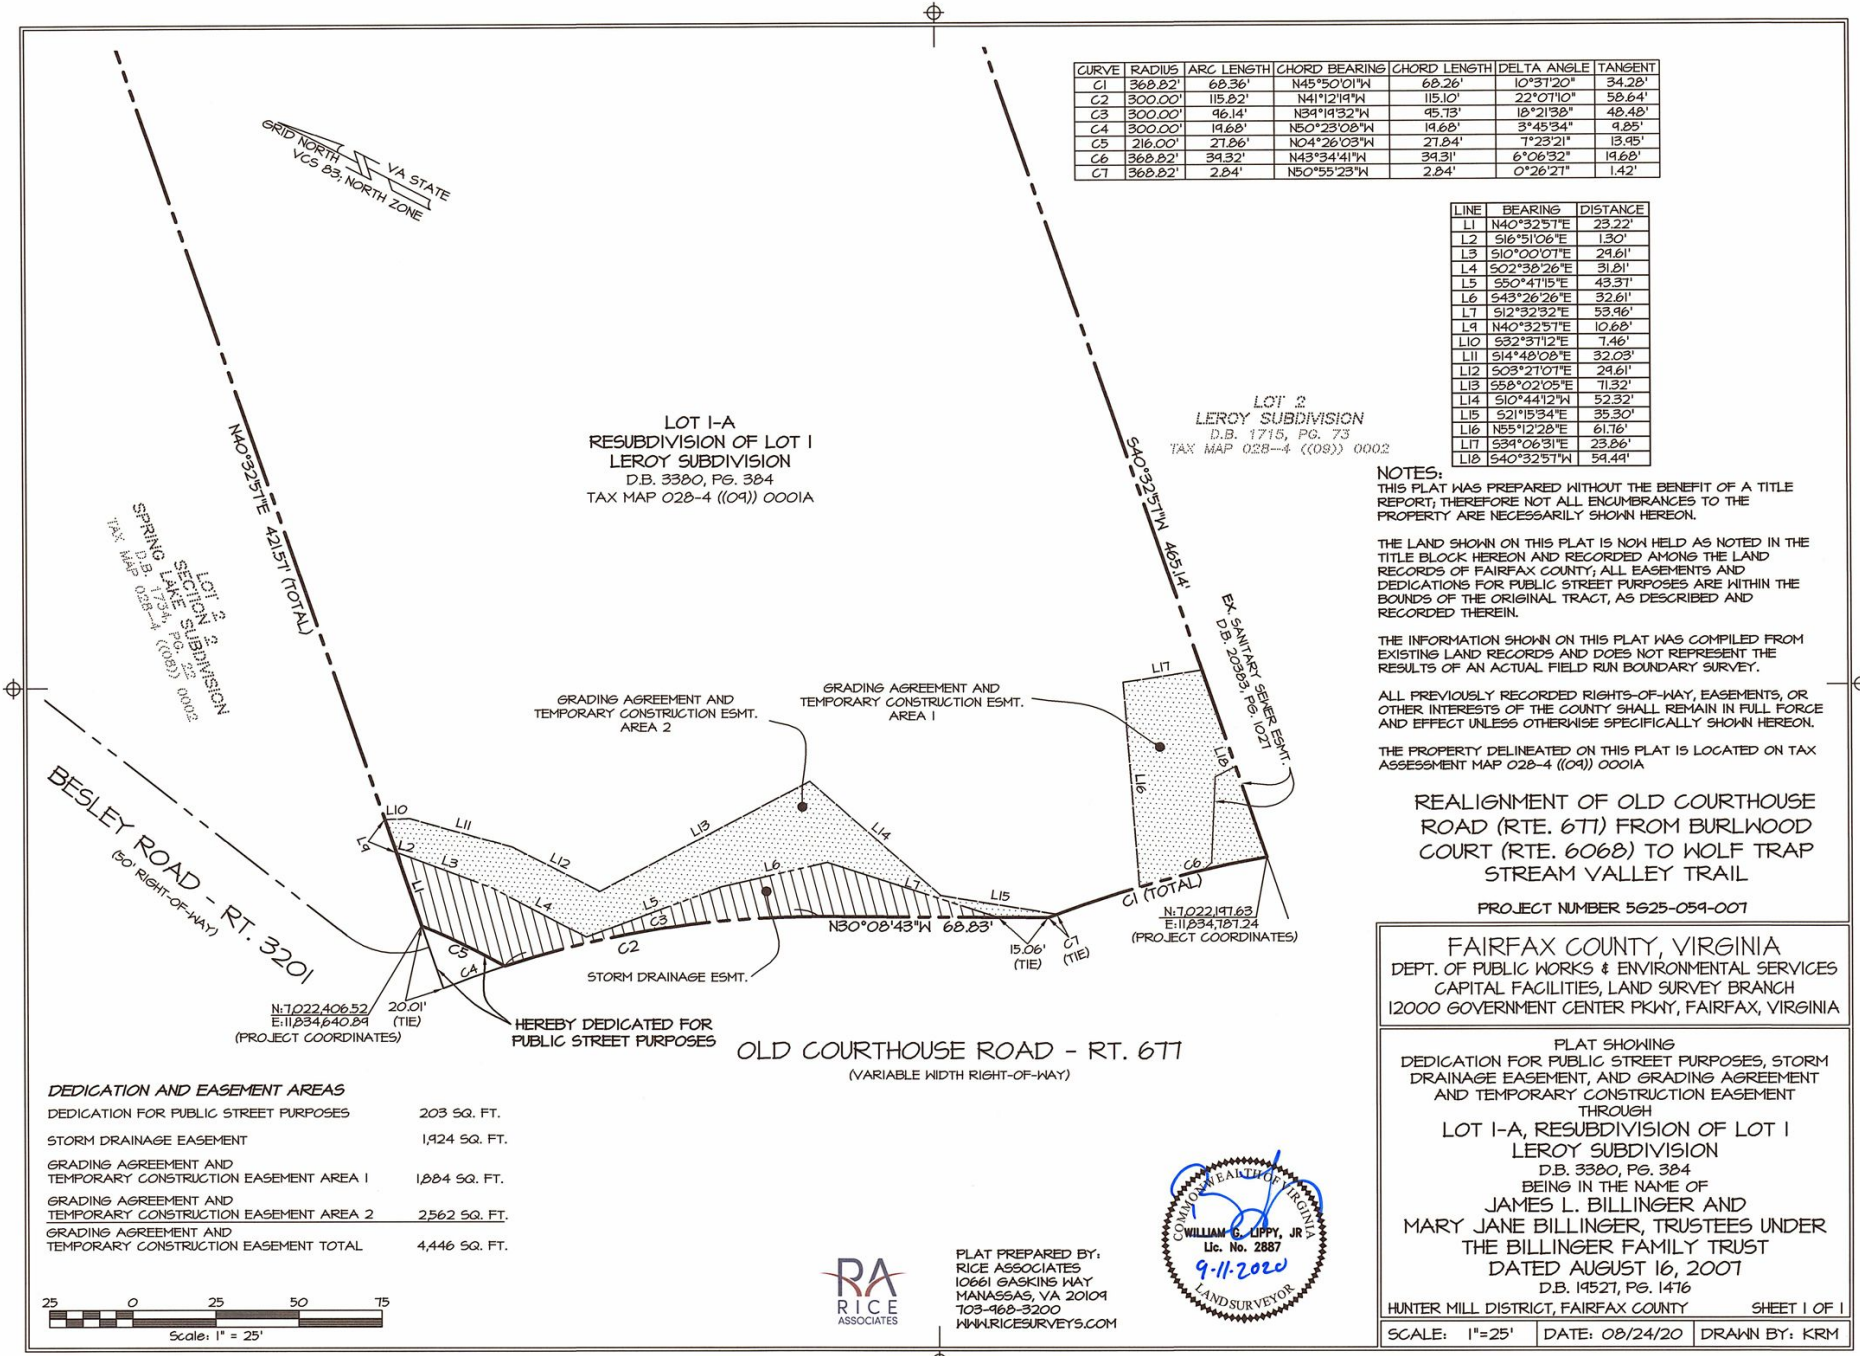 CURVE RADIUS ARC LENGTH CHORD BEARING CHORD LENGTH DELTA ANGLE TANGENT
C1 368.82' 68.36' N45°50'01"W 68.26' 10°37'20" 34.28'
C2 300.00' 115.82' N41°12'19"W 115.10' 22°07'10" 58.64'
C3 300.00' 96.14' N39°19'32"W 95.73' 18°21'38" 48.48'
C4 300.00' 19.68' N50°23'08"W 19.68' 3°45'34" 9.85'
C5 216.00' 27.86' N04°26'03"W 27.84' 7°23'21" 13.95'
C6 368.82' 39.32' N43°34'41"W 39.31' 6°06'32" 19.68'
C7 368.82' 2.84' N50°55'23"W 2.84' 0°26'27" 1.42'
LINE BEARING DISTANCE
L1 N40°32'57"E 23.22'
L2 S16°51'06"E 1.30'
L3 S10°00'07"E 29.61'
L4 S02°38'26"E 31.81'
L5 S50°47'15"E 43.37'
L6 S43°26'26"E 32.61'
L7 S12°32'32"E 53.96'
L9 N40°32'57"E 10.68'
L10 S32°37'12"E 7.46'
L11 S14°48'08"E 32.03'
L12 S03°27'07"E 29.61'
L13 S58°02'05"E 71.32'
L14 S10°44'12"W 52.32'
L15 S21°15'34"E 35.30'
L16 N55°12'28"E 61.76'
L17 S39°06'31"E 23.86'
L18 S40°32'57"W 59.49'
GRID NORTH
VCS 83, NORTH ZONE
VA STATE
N40°32'57"E 421.57' (TOTAL)
S40°32'57"W 465.14'
LOT 1-A
RESUBDIVISION OF LOT 1
LEROY SUBDIVISION
D.B. 3380, PG. 384
TAX MAP 028-4 ((09)) 0001A
LOT 2
LEROY SUBDIVISION
D.B. 1715, PG. 73
TAX MAP 028-4 ((09)) 0002
LOT 2
SECTION 2
SPRING LAKE SUBDIVISION
D.B. 1734, PG. 22
TAX MAP 028-4 ((08)) 0002
EX. SANITARY SEWER ESMT.
D.B. 20383, PG. 1027
NOTES:
THIS PLAT WAS PREPARED WITHOUT THE BENEFIT OF A TITLE
REPORT; THEREFORE NOT ALL ENCUMBRANCES TO THE
PROPERTY ARE NECESSARILY SHOWN HEREON.
THE LAND SHOWN ON THIS PLAT IS NOW HELD AS NOTED IN THE
TITLE BLOCK HEREON AND RECORDED AMONG THE LAND
RECORDS OF FAIRFAX COUNTY; ALL EASEMENTS AND
DEDICATIONS FOR PUBLIC STREET PURPOSES ARE WITHIN THE
BOUNDS OF THE ORIGINAL TRACT, AS DESCRIBED AND
RECORDED THEREIN.
THE INFORMATION SHOWN ON THIS PLAT WAS COMPILED FROM
EXISTING LAND RECORDS AND DOES NOT REPRESENT THE
RESULTS OF AN ACTUAL FIELD RUN BOUNDARY SURVEY.
ALL PREVIOUSLY RECORDED RIGHTS-OF-WAY, EASEMENTS, OR
OTHER INTERESTS OF THE COUNTY SHALL REMAIN IN FULL FORCE
AND EFFECT UNLESS OTHERWISE SPECIFICALLY SHOWN HEREON.
THE PROPERTY DELINEATED ON THIS PLAT IS LOCATED ON TAX
ASSESSMENT MAP 028-4 ((09)) 0001A
GRADING AGREEMENT AND
TEMPORARY CONSTRUCTION ESMT.
AREA 2
GRADING AGREEMENT AND
TEMPORARY CONSTRUCTION ESMT.
AREA 1
L17
L18
L16
C6
L10
L9
L11
L2
L3
L12
L13
L14
L1
L4
L5
C3
L6
L7
L15
C5
C4
C2
N30°08'43"W 68.83'
C1 (TOTAL)
15.06'
(TIE)
C7
(TIE)
N:7,022,197.63
E:11,834,787.24
(PROJECT COORDINATES)
BESLEY ROAD - RT. 3201
(50' RIGHT-OF-WAY)
N:7,022,406.52
E:11,834,640.89
(PROJECT COORDINATES)
20.01'
(TIE)
STORM DRAINAGE ESMT.
HEREBY DEDICATED FOR
PUBLIC STREET PURPOSES
OLD COURTHOUSE ROAD - RT. 677
(VARIABLE WIDTH RIGHT-OF-WAY)
REALIGNMENT OF OLD COURTHOUSE
ROAD (RTE. 677) FROM BURLWOOD
COURT (RTE. 6068) TO WOLF TRAP
STREAM VALLEY TRAIL
PROJECT NUMBER 5G25-059-007
FAIRFAX COUNTY, VIRGINIA
DEPT. OF PUBLIC WORKS & ENVIRONMENTAL SERVICES
CAPITAL FACILITIES, LAND SURVEY BRANCH
12000 GOVERNMENT CENTER PKWY, FAIRFAX, VIRGINIA
PLAT SHOWING
DEDICATION FOR PUBLIC STREET PURPOSES, STORM
DRAINAGE EASEMENT, AND GRADING AGREEMENT
AND TEMPORARY CONSTRUCTION EASEMENT
THROUGH
LOT 1-A, RESUBDIVISION OF LOT 1
LEROY SUBDIVISION
D.B. 3380, PG. 384
BEING IN THE NAME OF
JAMES L. BILLINGER AND
MARY JANE BILLINGER, TRUSTEES UNDER
THE BILLINGER FAMILY TRUST
DATED AUGUST 16, 2007
D.B. 19527, PG. 1476
HUNTER MILL DISTRICT, FAIRFAX COUNTY SHEET 1 OF 1
SCALE: 1"=25' DATE: 08/24/20 DRAWN BY: KRM
DEDICATION AND EASEMENT AREAS
DEDICATION FOR PUBLIC STREET PURPOSES 203 SQ. FT.
STORM DRAINAGE EASEMENT 1,924 SQ. FT.
GRADING AGREEMENT AND
TEMPORARY CONSTRUCTION EASEMENT AREA 1 1,884 SQ. FT.
GRADING AGREEMENT AND
TEMPORARY CONSTRUCTION EASEMENT AREA 2 2,562 SQ. FT.
GRADING AGREEMENT AND
TEMPORARY CONSTRUCTION EASEMENT TOTAL 4,446 SQ. FT.
25 0 25 50 75
Scale: 1" = 25'
RA
RICE
ASSOCIATES
PLAT PREPARED BY:
RICE ASSOCIATES
10661 GASKINS WAY
MANASSAS, VA 20109
703-968-3200
WWW.RICESURVEYS.COM
COMMONWEALTH OF VIRGINIA
WILLIAM G. LIPPY, JR
Lic. No. 2887
9-11-2020
LAND SURVEYOR